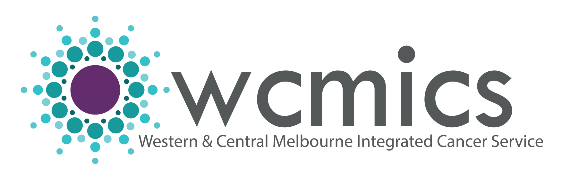 wcmics
Western & Central Melbourne Integrated Cancer Service